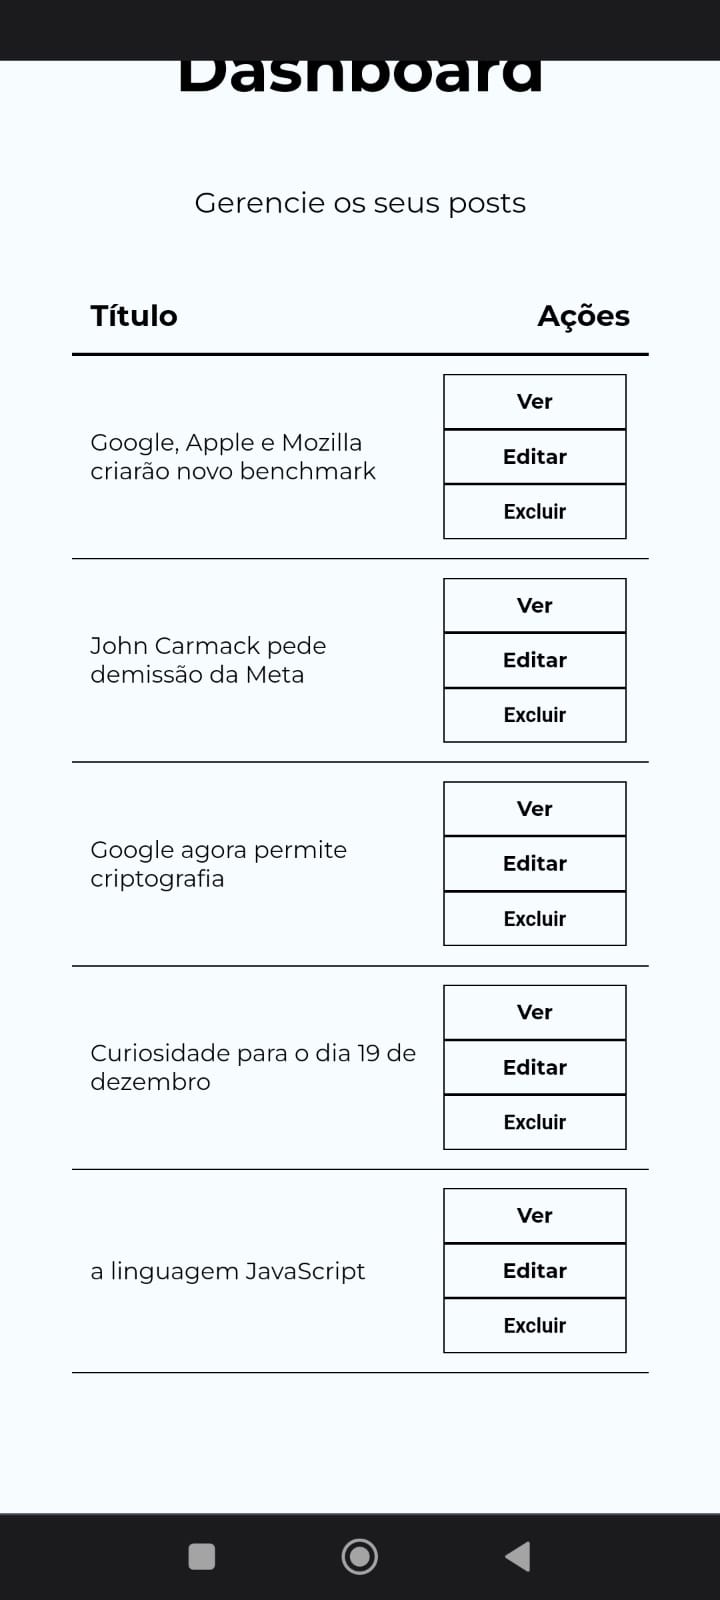 Dashboard
Gerencie os seus posts
Título Ações
Google, Apple e Mozilla
criarão novo benchmark
Ver
Editar
Excluir
John Carmack pede
demissão da Meta
Ver
Editar
Excluir
Google agora permite
criptografia
Ver
Editar
Excluir
Curiosidade para o dia 19 de
dezembro
Ver
Editar
Excluir
a linguagem JavaScript
Ver
Editar
Excluir